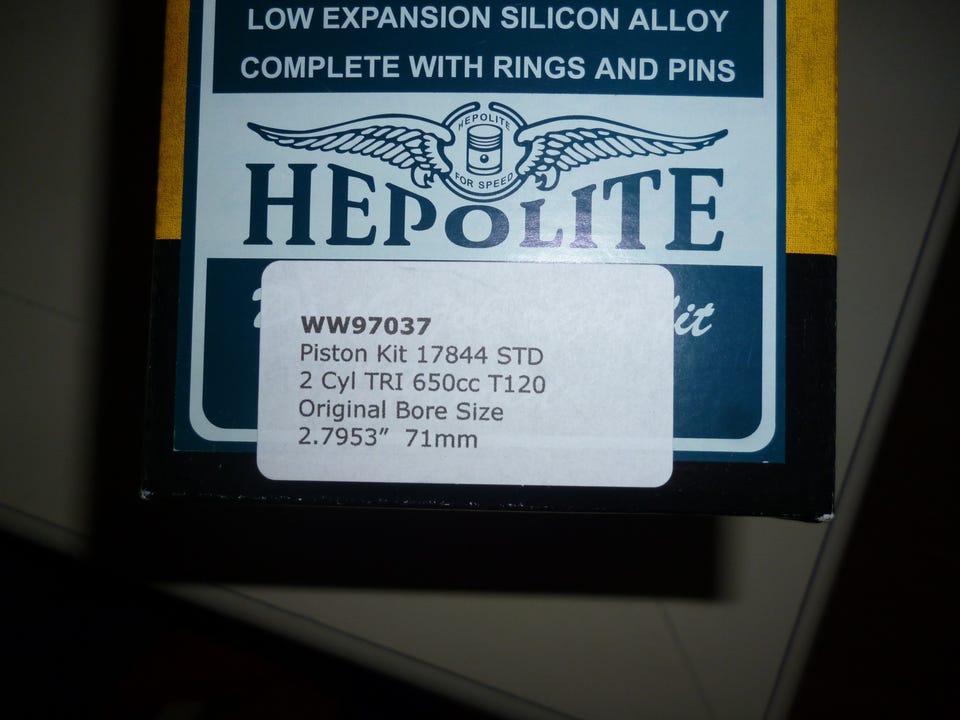 LOW EXPANSION SILICON ALLOY
COMPLETE WITH RINGS AND PINS
HEPOLITE
FOR SPEED
HEPOLITE
WW97037
Piston Kit 17844 STD
2 Cyl TRI 650cc T120
Original Bore Size
2.7953” 71mm